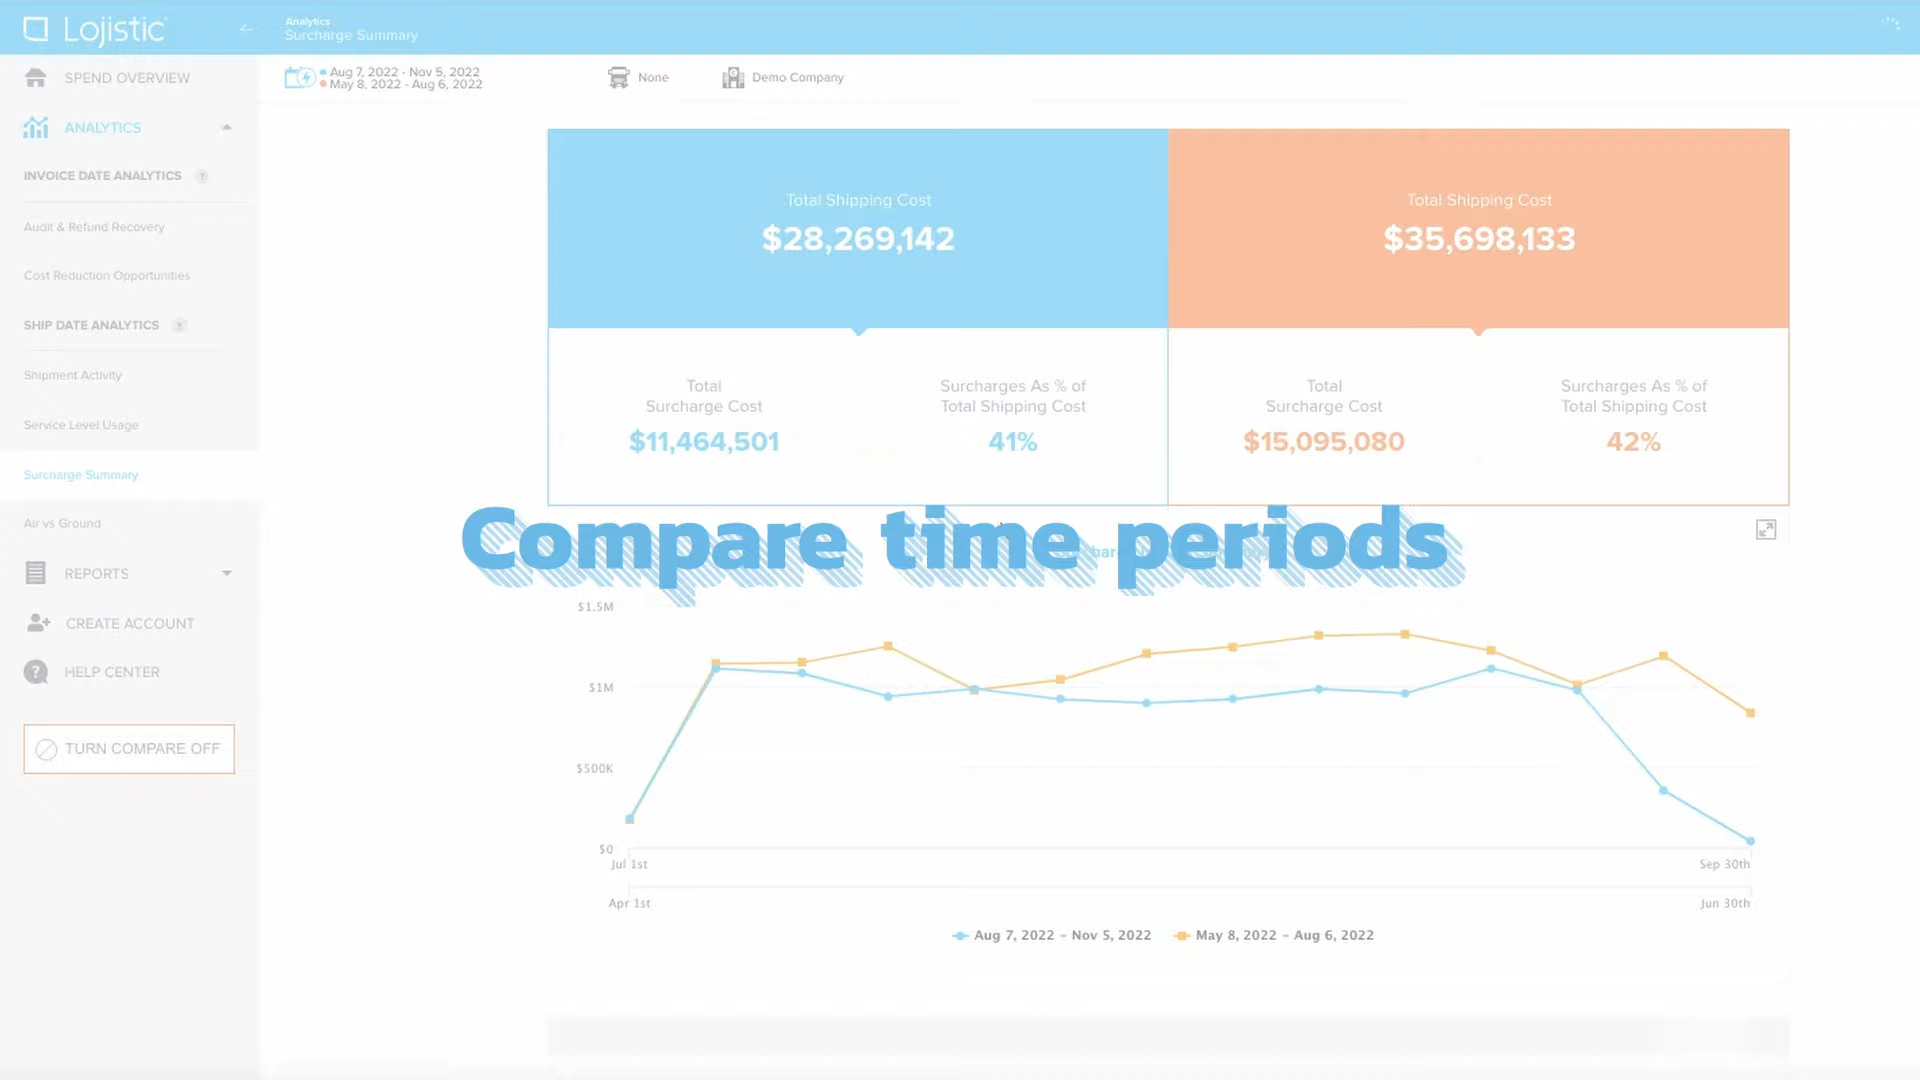 Lojistic
Analytics
Surcharge Summary
SPEND OVERVIEW
Aug 7, 2022 - Nov 5, 2022
May 8, 2022 - Aug 6, 2022
None
Demo Company
ANALYTICS
INVOICE DATE ANALYTICS ?
Audit & Refund Recovery
Cost Reduction Opportunities
SHIP DATE ANALYTICS ?
Shipment Activity
Service Level Usage
Surcharge Summary
Air vs Ground
REPORTS
CREATE ACCOUNT
? HELP CENTER
TURN COMPARE OFF
Total Shipping Cost
$28,269,142
Total Shipping Cost
$35,698,133
Total
Surcharge Cost
$11,464,501
Surcharges As % of
Total Shipping Cost
41%
Total
Surcharge Cost
$15,095,080
Surcharges As % of
Total Shipping Cost
42%
Compare time periods
$1.5M
$1M
$500K
$0
Jul 1st
Sep 30th
Apr 1st
Jun 30th
Aug 7, 2022 - Nov 5, 2022
May 8, 2022 - Aug 6, 2022